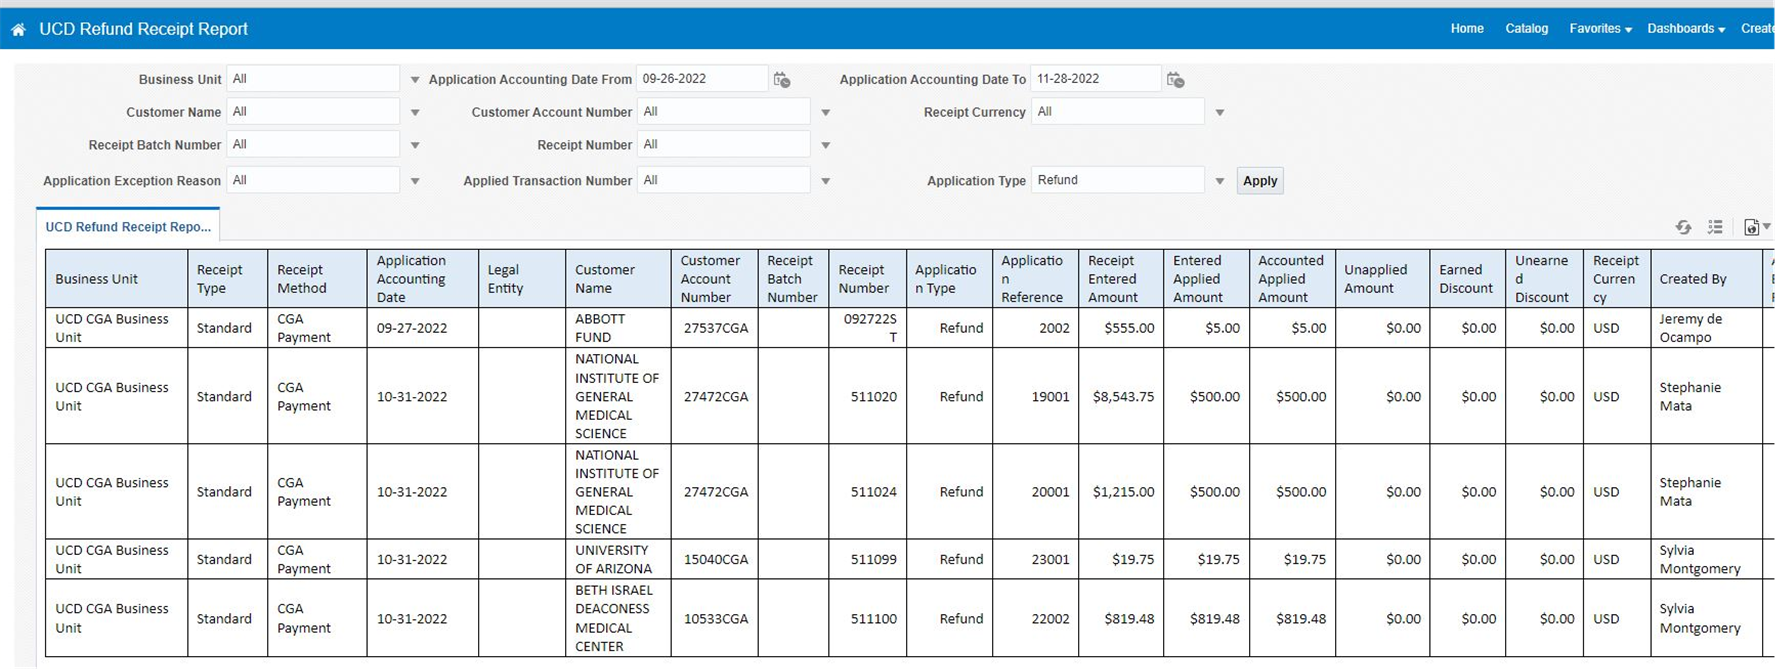 UCD Refund Receipt Report
Home Catalog Favorites Dashboards Create
Business Unit All Application Accounting Date From 09-26-2022 Application Accounting Date To 11-28-2022
Customer Name All Customer Account Number All Receipt Currency All
Receipt Batch Number All Receipt Number All
Application Exception Reason All Applied Transaction Number All Application Type Refund Apply
UCD Refund Receipt Repo...
Business Unit
Receipt
Type
Receipt
Method
Application
Accounting
Date
Legal
Entity
Customer
Name
Customer
Account
Number
Receipt
Batch
Number
Receipt
Number
Applicatio
n Type
Applicatio
n
Reference
Receipt
Entered
Amount
Entered
Applied
Amount
Accounted
Applied
Amount
Unapplied
Amount
Earned
Discount
Unearne
d
Discount
Receipt
Curren
cy
Created By
UCD CGA Business
Unit
Standard
CGA
Payment
09-27-2022
ABBOTT
FUND
27537CGA
092722S
T
Refund
2002
$555.00
$5.00
$5.00
$0.00
$0.00
$0.00
USD
Jeremy de
Ocampo
UCD CGA Business
Unit
Standard
CGA
Payment
10-31-2022
NATIONAL
INSTITUTE OF
GENERAL
MEDICAL
SCIENCE
27472CGA
511020
Refund
19001
$8,543.75
$500.00
$500.00
$0.00
$0.00
$0.00
USD
Stephanie
Mata
UCD CGA Business
Unit
Standard
CGA
Payment
10-31-2022
NATIONAL
INSTITUTE OF
GENERAL
MEDICAL
SCIENCE
27472CGA
511024
Refund
20001
$1,215.00
$500.00
$500.00
$0.00
$0.00
$0.00
USD
Stephanie
Mata
UCD CGA Business
Unit
Standard
CGA
Payment
10-31-2022
UNIVERSITY
OF ARIZONA
15040CGA
511099
Refund
23001
$19.75
$19.75
$19.75
$0.00
$0.00
$0.00
USD
Sylvia
Montgomery
UCD CGA Business
Unit
Standard
CGA
Payment
10-31-2022
BETH ISRAEL
DEACONESS
MEDICAL
CENTER
10533CGA
511100
Refund
22002
$819.48
$819.48
$819.48
$0.00
$0.00
$0.00
USD
Sylvia
Montgomery